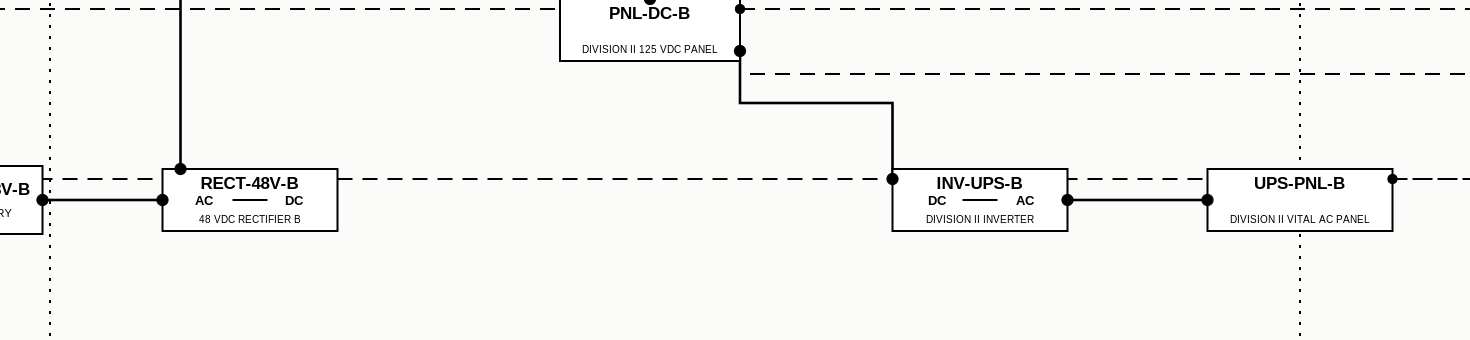 PNL-DC-B
DIVISION II 125 VDC PANEL
V-B
RY
RECT-48V-B
AC DC
48 VDC RECTIFIER B
INV-UPS-B
DC AC
DIVISION II INVERTER
UPS-PNL-B
DIVISION II VITAL AC PANEL